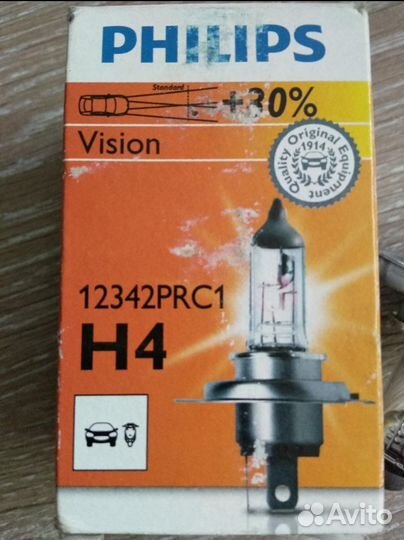 PHILIPS
Standard
+30%
Vision
Quality Original Equipment
1914
12342PRC1
H4
Avito